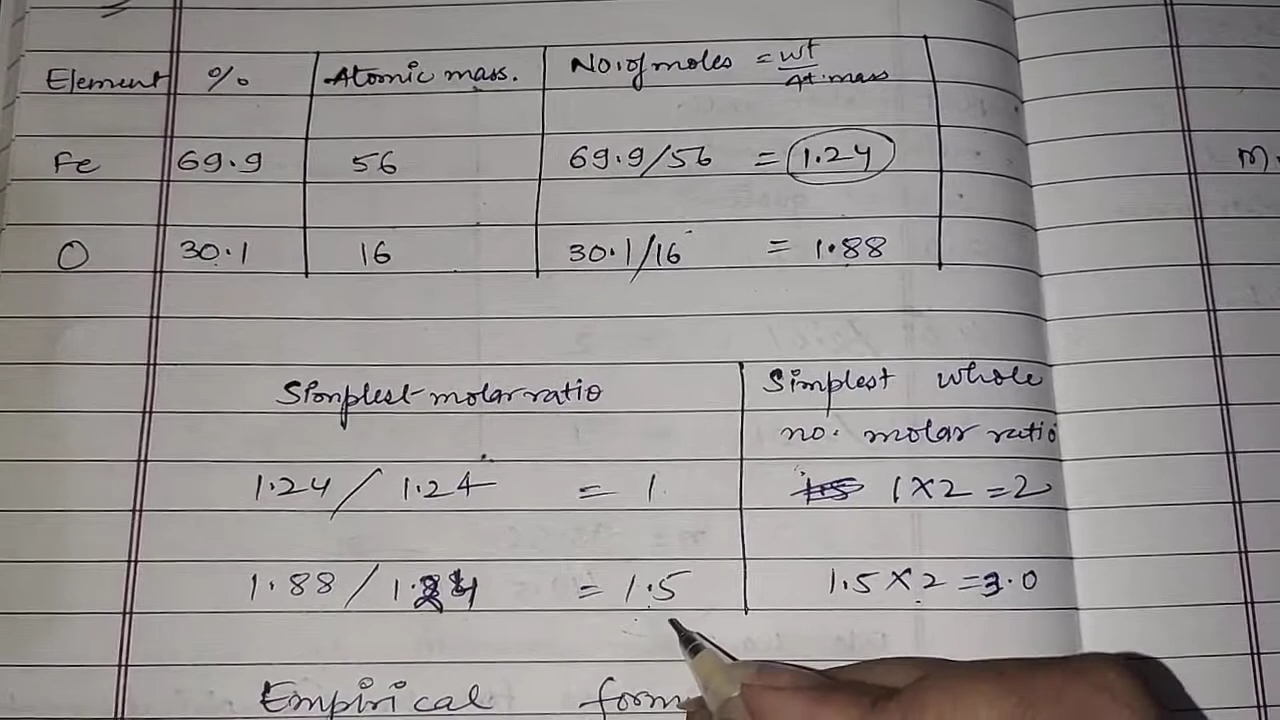 Element % Atomic mass. No. of moles = wt/At. mass
Fe 69.9 56 69.9/56 = 1.24
O 30.1 16 30.1/16 = 1.88
Simplest molar ratio Simplest whole
no. molar ratio
1.24 / 1.24 = 1 1X2 = 2
1.88 / 1.24 = 1.5 1.5 X 2 = 3.0
Empirical form